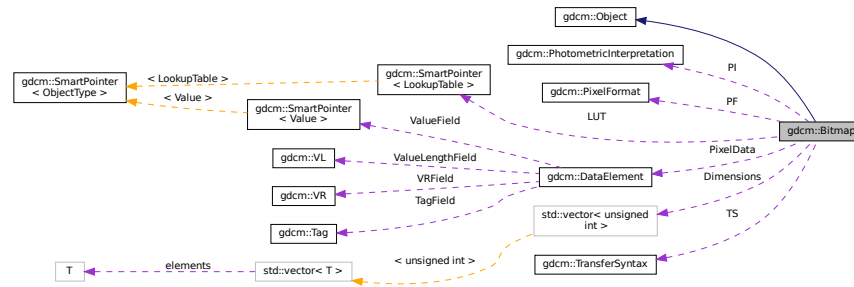 gdcm::Object
gdcm::PhotometricInterpretation
PI
gdcm::SmartPointer
< LookupTable >
gdcm::SmartPointer
< ObjectType >
< LookupTable >
gdcm::PixelFormat
PF
< Value >
gdcm::SmartPointer
< Value >
ValueField
LUT
gdcm::Bitmap
PixelData
gdcm::VL
ValueLengthField
gdcm::DataElement
Dimensions
VRField
gdcm::VR
TagField
std::vector< unsigned
int >
TS
gdcm::Tag
< unsigned int >
gdcm::TransferSyntax
T
elements
std::vector< T >